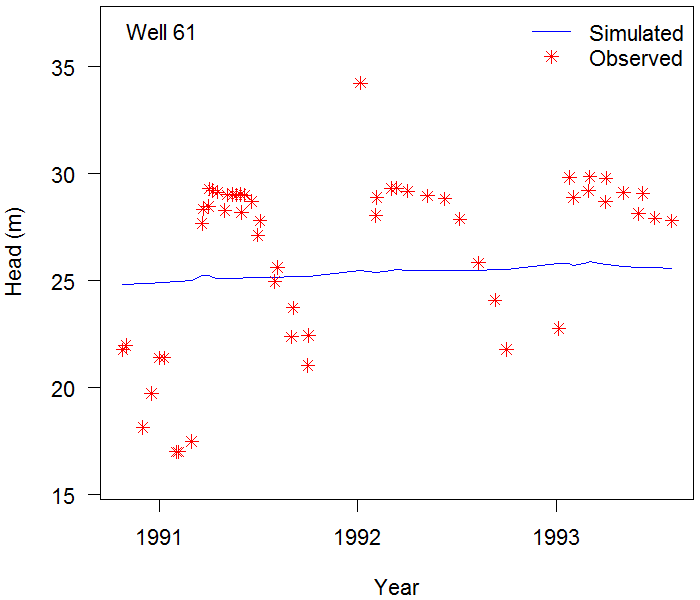 Well 61
Simulated
Observed
35
30
25
20
15
Head (m)
1991 1992 1993
Year